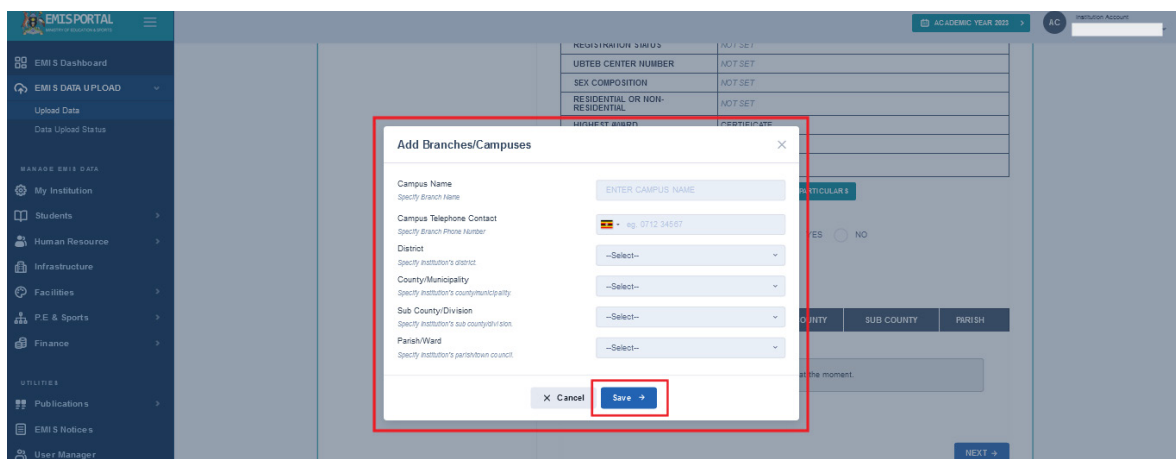 EMIS PORTAL
MINISTRY OF EDUCATION & SPORTS
ACADEMIC YEAR 2023
AC
Institution Account
EMIS Dashboard
EMIS DATA UPLOAD
Upload Data
Data Upload Status
MANAGE EMIS DATA
My Institution
Students
Human Resource
Infrastructure
Facilities
P.E & Sports
Finance
UTILITIES
Publications
EMIS Notices
User Manager
REGISTRATION STATUS NOT SET
UBTEB CENTER NUMBER NOT SET
SEX COMPOSITION NOT SET
RESIDENTIAL OR NON-
RESIDENTIAL NOT SET
HIGHEST AWARD CERTIFICATE
PARTICULARS
YES NO
COUNTY SUB COUNTY PARISH
at the moment.
NEXT →
Add Branches/Campuses
Campus Name
Specify Branch Name
ENTER CAMPUS NAME
Campus Telephone Contact
Specify Branch Phone Number
eg. 0712 34567
District
Specify Institution's district.
--Select--
County/Municipality
Specify Institution's county/municipality
--Select--
Sub County/Division
Specify Institution's sub county/division.
--Select--
Parish/Ward
Specify Institution's parish/town council.
--Select--
X Cancel
Save →